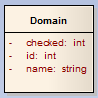 Domain
- checked: int
- id: int
- name: string